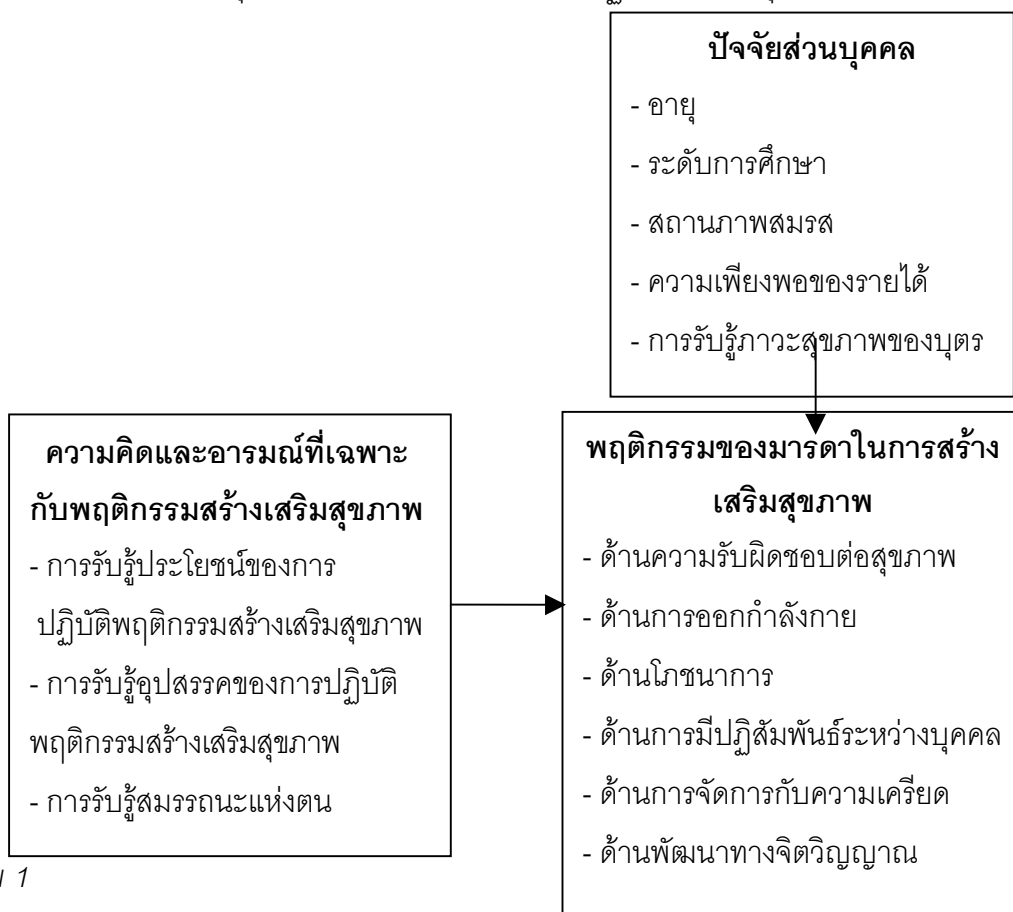 ปัจจัยส่วนบุคคล
- อายุ
- ระดับการศึกษา
- สถานภาพสมรส
- ความเพียงพอของรายได้
- การรับรู้ภาวะสุขภาพของบุตร
ความคิดและอารมณ์ที่เฉพาะ
กับพฤติกรรมสร้างเสริมสุขภาพ
- การรับรู้ประโยชน์ของการ
ปฏิบัติพฤติกรรมสร้างเสริมสุขภาพ
- การรับรู้อุปสรรคของการปฏิบัติ
พฤติกรรมสร้างเสริมสุขภาพ
- การรับรู้สมรรถนะแห่งตน
พฤติกรรมของมารดาในการสร้าง
เสริมสุขภาพ
- ด้านความรับผิดชอบต่อสุขภาพ
- ด้านการออกกำลังกาย
- ด้านโภชนาการ
- ด้านการมีปฏิสัมพันธ์ระหว่างบุคคล
- ด้านการจัดการกับความเครียด
- ด้านพัฒนาทางจิตวิญญาณ
1